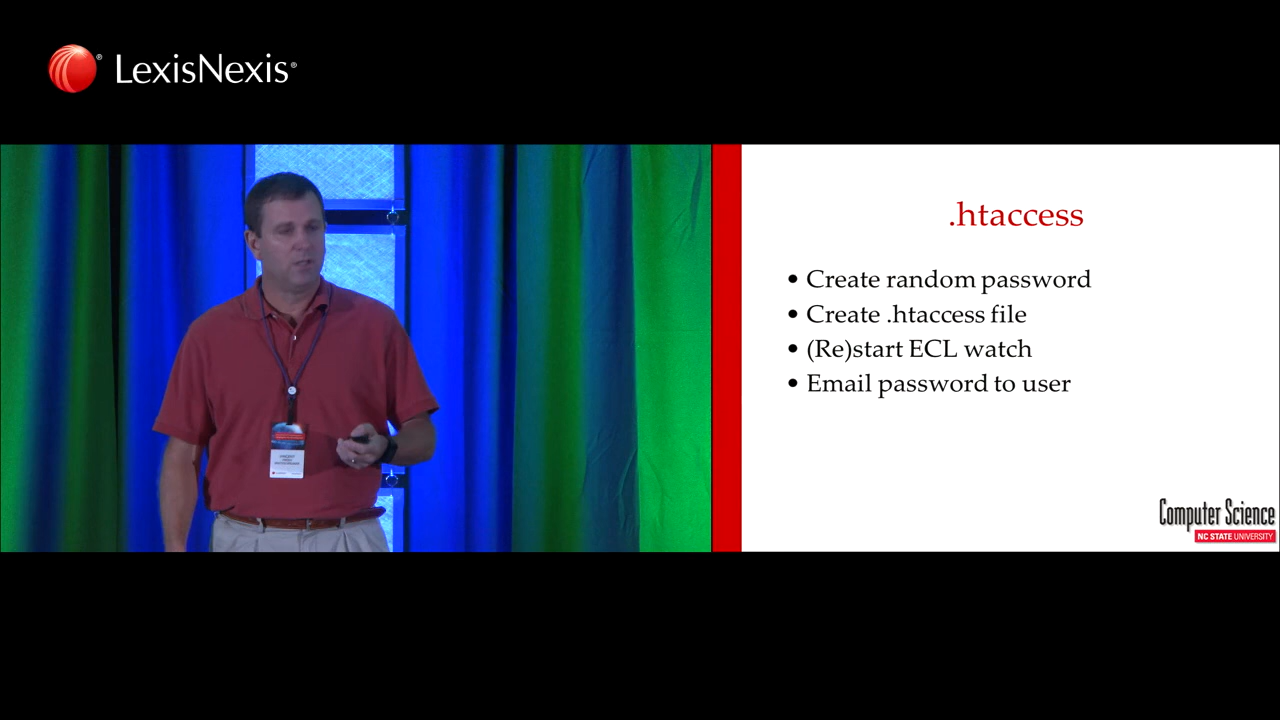 LexisNexis®
.htaccess
• Create random password
• Create .htaccess file
• (Re)start ECL watch
• Email password to user
VINCENT
Computer Science
NC STATE UNIVERSITY